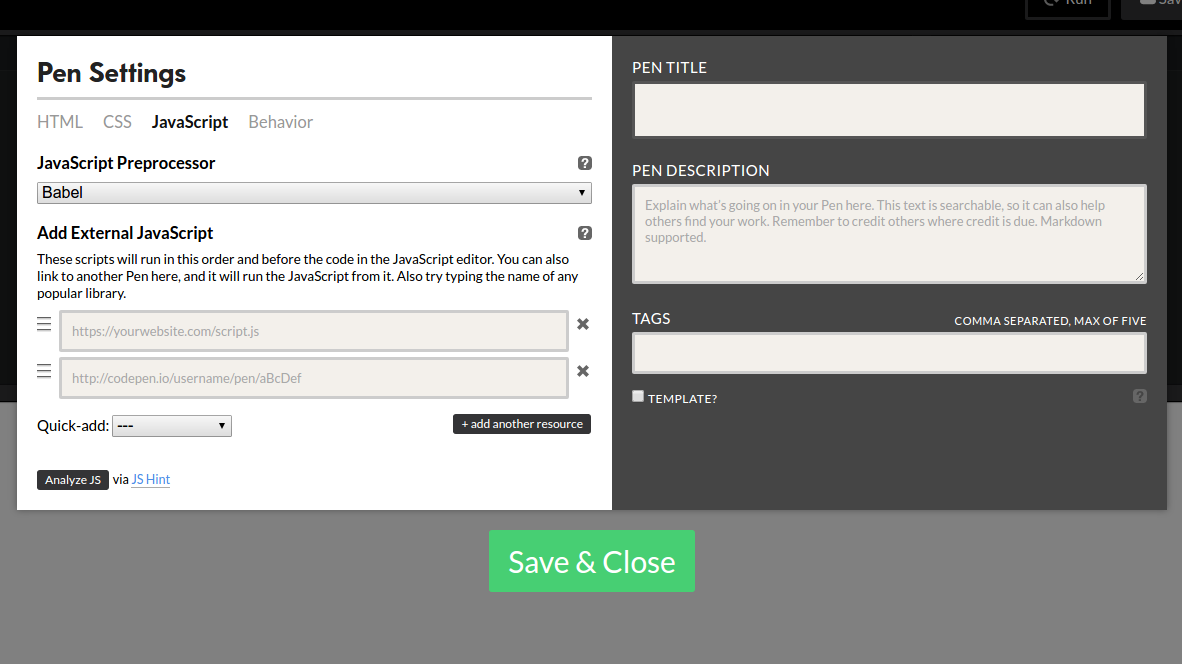 Run
Pen Settings
HTML CSS JavaScript Behavior
JavaScript Preprocessor ?
Babel
Add External JavaScript ?
These scripts will run in this order and before the code in the JavaScript editor. You can also
link to another Pen here, and it will run the JavaScript from it. Also try typing the name of any
popular library.
https://yourwebsite.com/script.js
http://codepen.io/username/pen/aBcDef
Quick-add: ---
+ add another resource
Analyze JS via JS Hint
PEN TITLE
PEN DESCRIPTION
Explain what's going on in your Pen here. This text is searchable, so it can also help
others find your work. Remember to credit others where credit is due. Markdown
supported.
TAGS COMMA SEPARATED, MAX OF FIVE
TEMPLATE? ?
Save & Close